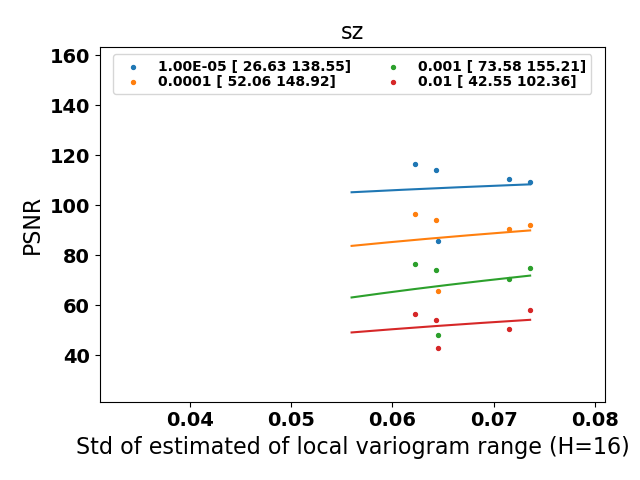 sz
1.00E-05 [ 26.63 138.55]
0.0001 [ 52.06 148.92]
0.001 [ 73.58 155.21]
0.01 [ 42.55 102.36]
160
140
120
100
80
60
40
PSNR
0.04 0.05 0.06 0.07 0.08
Std of estimated of local variogram range (H=16)